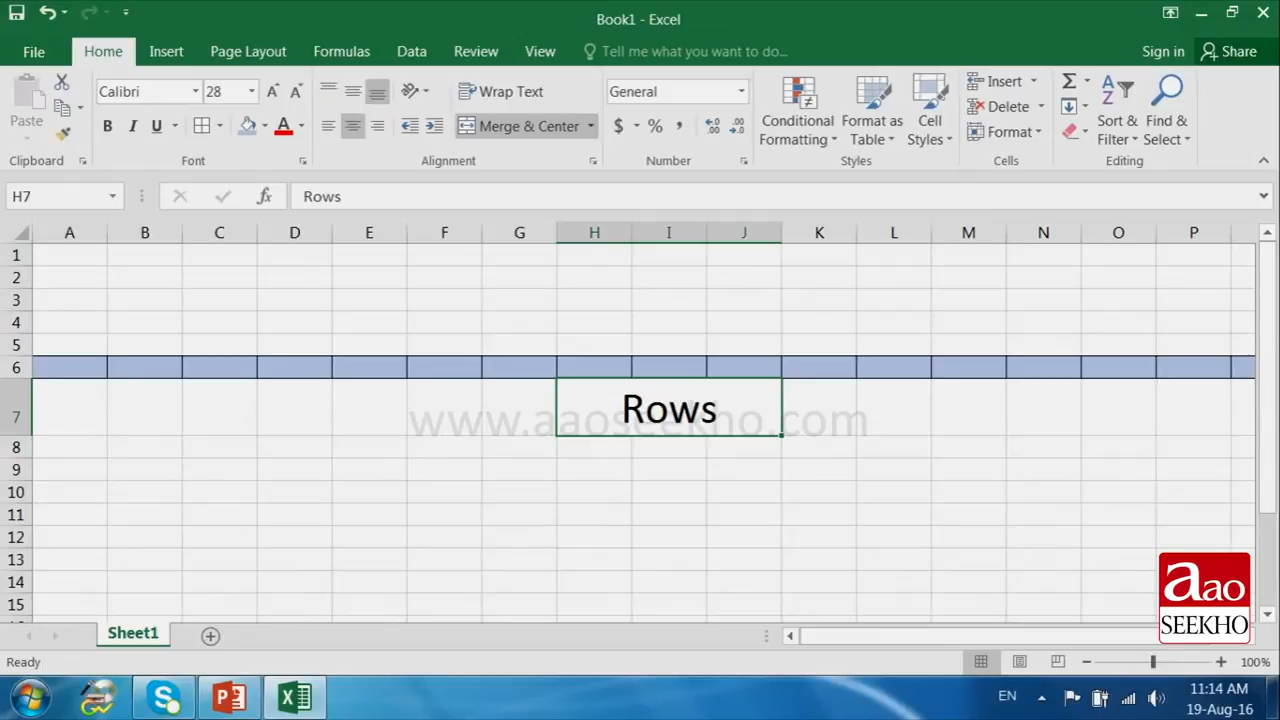 Book1 - Excel
File Home Insert Page Layout Formulas Data Review View Tell me what you want to do... Sign in Share
Paste
Calibri 28
B I U A
Wrap Text
Merge & Center
General
$ % ,
Conditional Formatting
Format as Table
Cell Styles
Insert
Delete
Format
Sort & Filter
Find & Select
Clipboard Font Alignment Number Styles Cells Editing
H7 fx Rows
A B C D E F G H I J K L M N O P
1
2
3
4
5
6
7
Rows
www.aaoseekho.com
8
9
10
11
12
13
14
15
aao
SEEKHO
Sheet1
Ready 100%
EN 11:14 AM
19-Aug-16